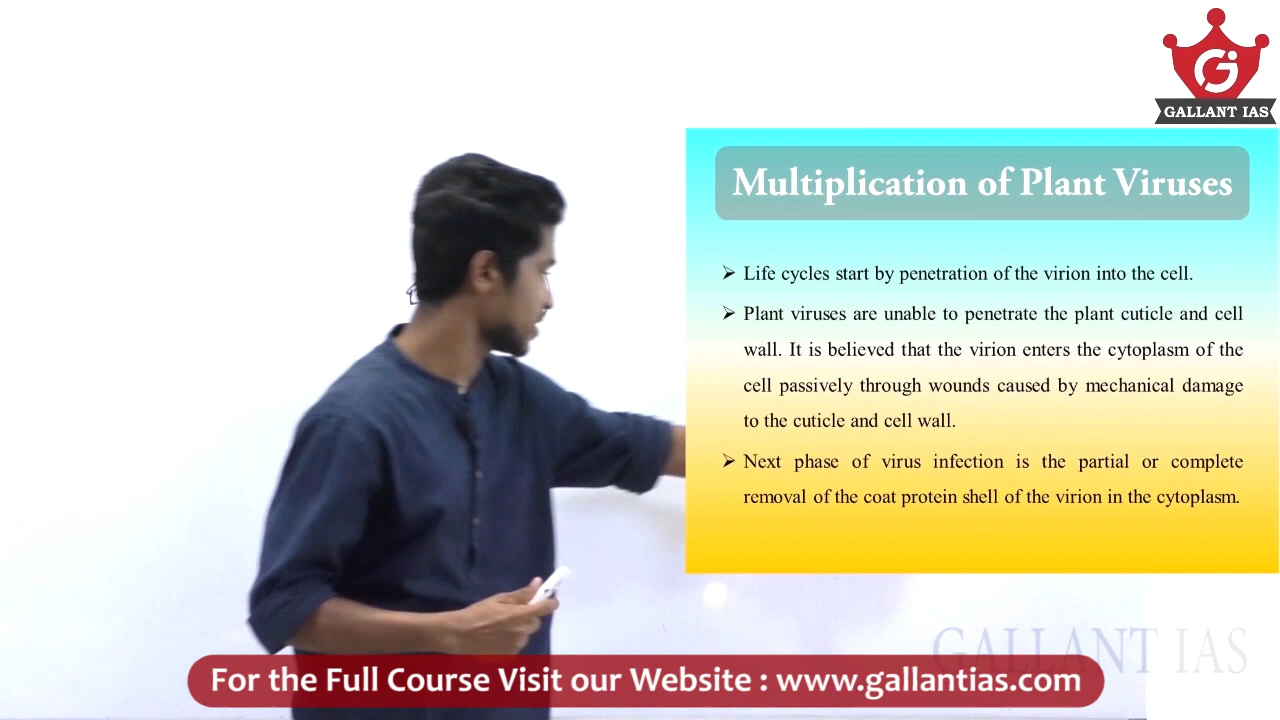 GALLANT IAS
Multiplication of Plant Viruses
➢ Life cycles start by penetration of the virion into the cell.
➢ Plant viruses are unable to penetrate the plant cuticle and cell
wall. It is believed that the virion enters the cytoplasm of the
cell passively through wounds caused by mechanical damage
to the cuticle and cell wall.
➢ Next phase of virus infection is the partial or complete
removal of the coat protein shell of the virion in the cytoplasm.
GALLANT IAS
For the Full Course Visit our Website : www.gallantias.com